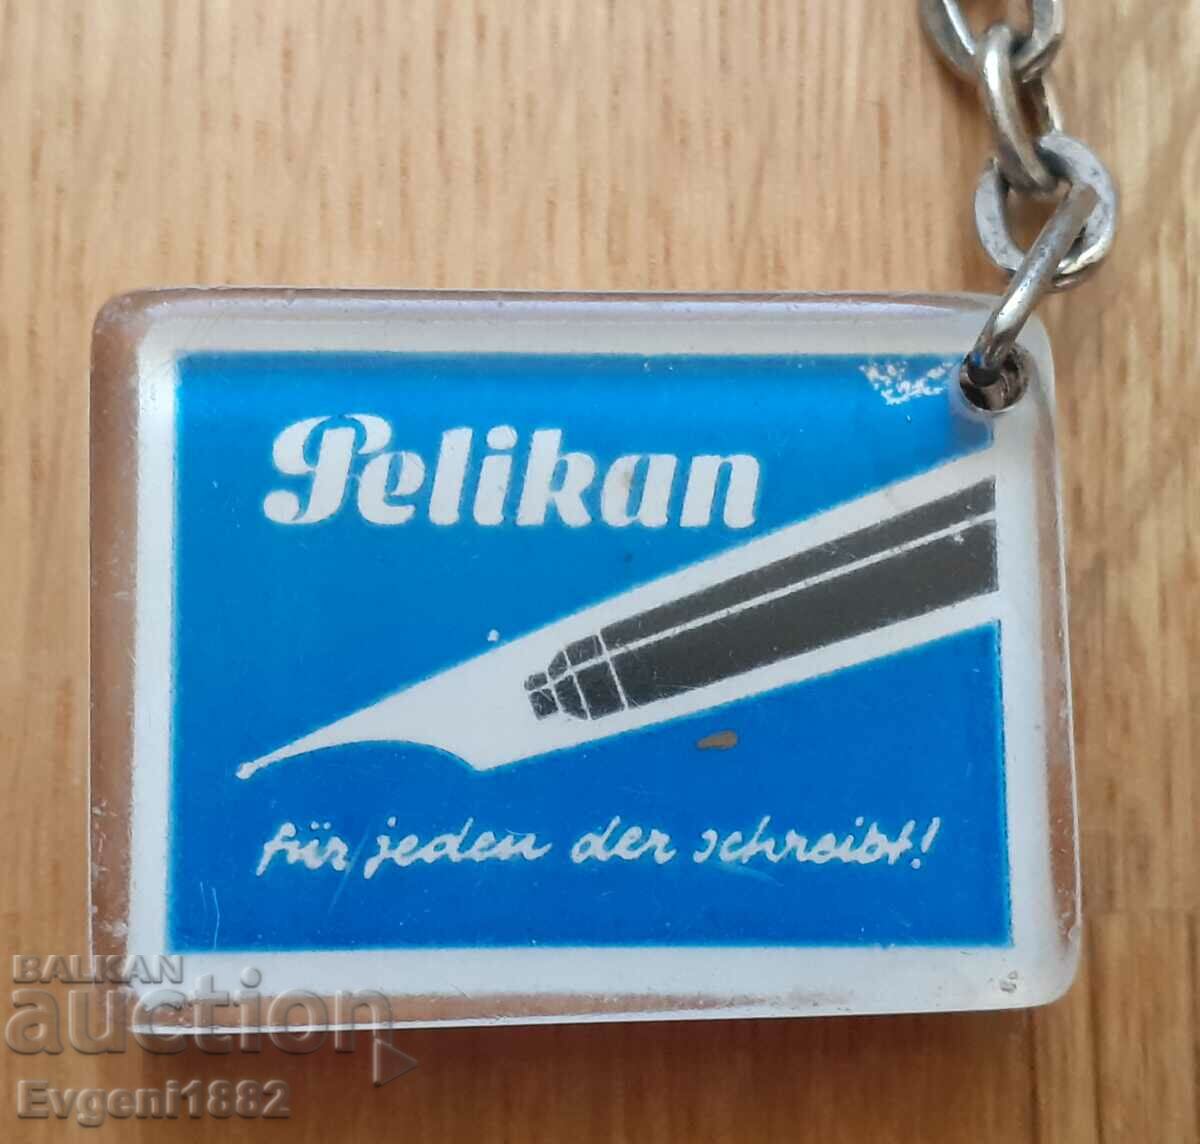 Pelikan
für jeden der schreibt!
BALKAN
auction
Evgeni1882